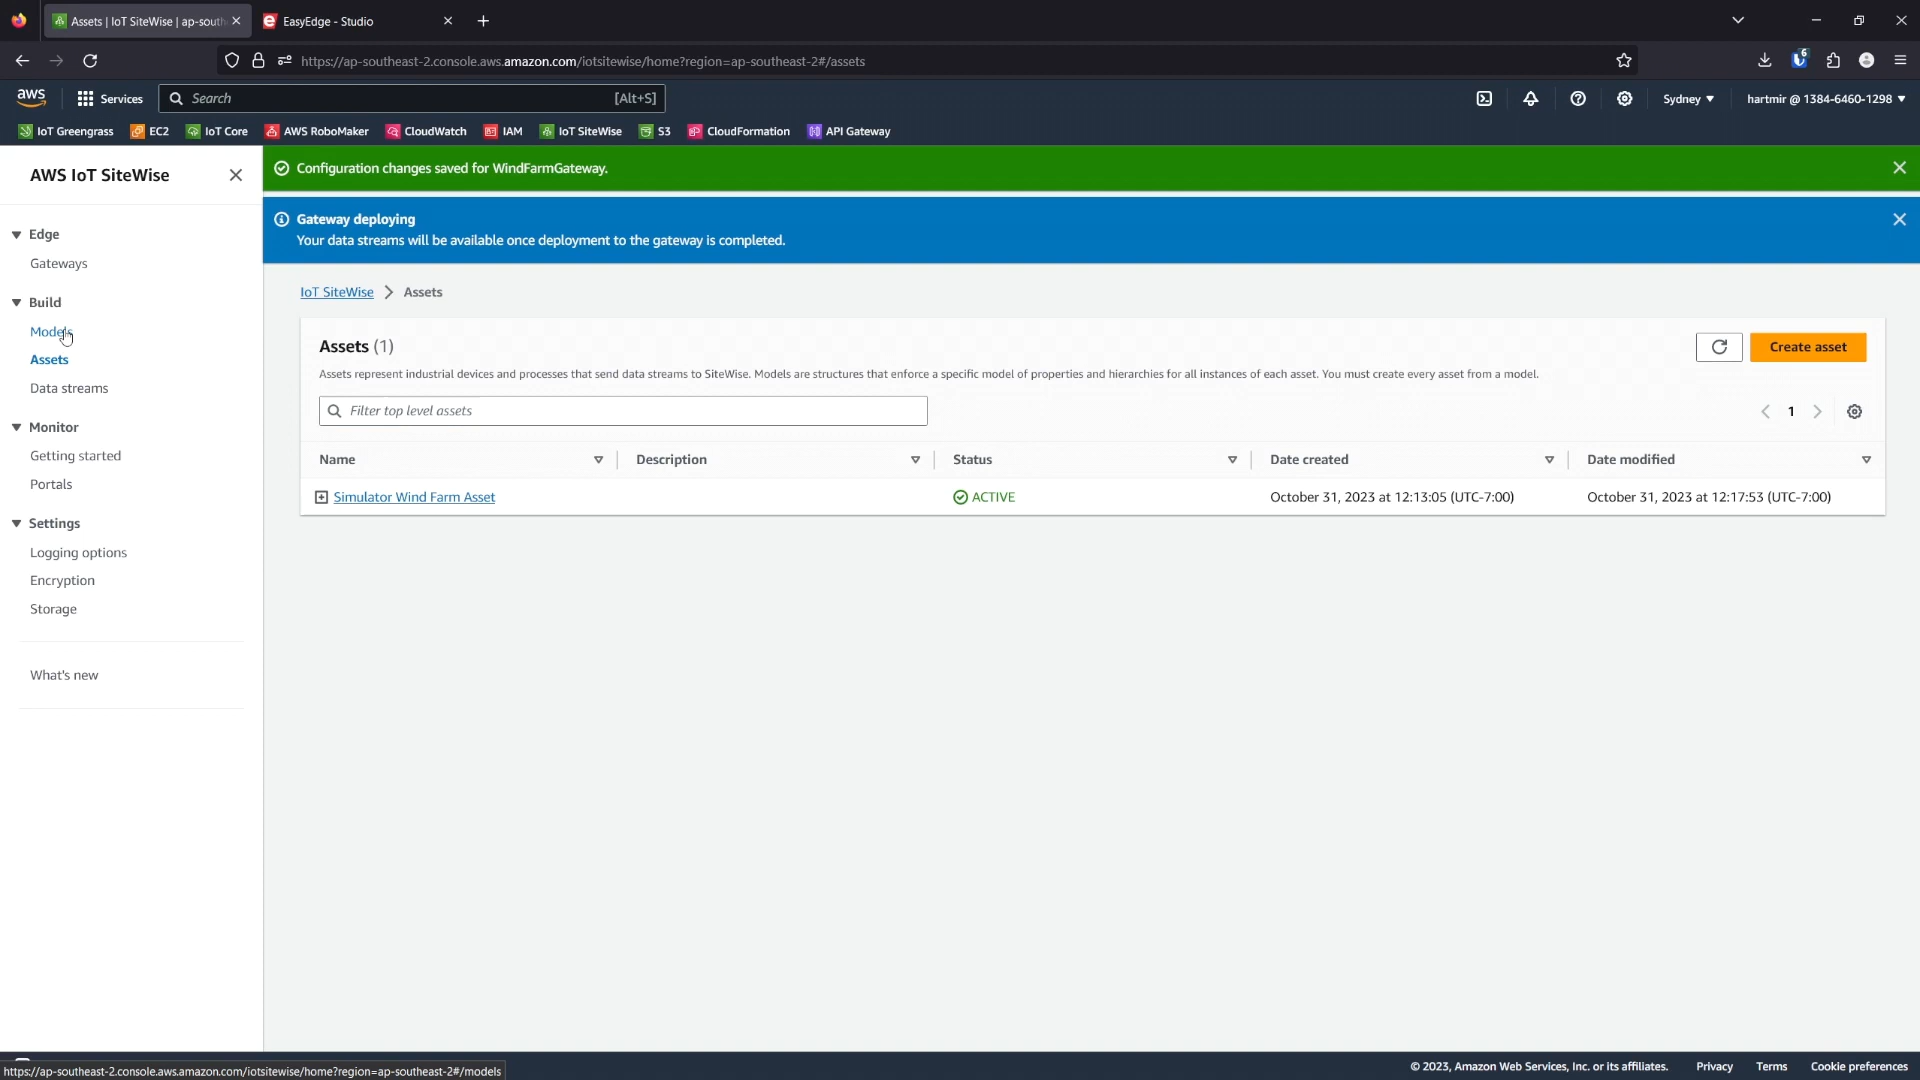 Assets | IoT SiteWise | ap-south
EasyEdge - Studio
https://ap-southeast-2.console.aws.amazon.com/iotsitewise/home?region=ap-southeast-2#/assets
6
aws
Services
Search
[Alt+S]
Sydney
hartmir @ 1384-6460-1298
IoT Greengrass
EC2
IoT Core
AWS RoboMaker
CloudWatch
IAM
IoT SiteWise
S3
CloudFormation
API Gateway
AWS IoT SiteWise
Edge
Gateways
Build
Models
Assets
Data streams
Monitor
Getting started
Portals
Settings
Logging options
Encryption
Storage
What's new
Configuration changes saved for WindFarmGateway.
Gateway deploying
Your data streams will be available once deployment to the gateway is completed.
IoT SiteWise > Assets
Assets (1)
Create asset
Assets represent industrial devices and processes that send data streams to SiteWise. Models are structures that enforce a specific model of properties and hierarchies for all instances of each asset. You must create every asset from a model.
Filter top level assets
1
Name
Description
Status
Date created
Date modified
Simulator Wind Farm Asset
ACTIVE
October 31, 2023 at 12:13:05 (UTC-7:00)
October 31, 2023 at 12:17:53 (UTC-7:00)
https://ap-southeast-2.console.aws.amazon.com/iotsitewise/home?region=ap-southeast-2#/models
© 2023, Amazon Web Services, Inc. or its affiliates.
Privacy
Terms
Cookie preferences